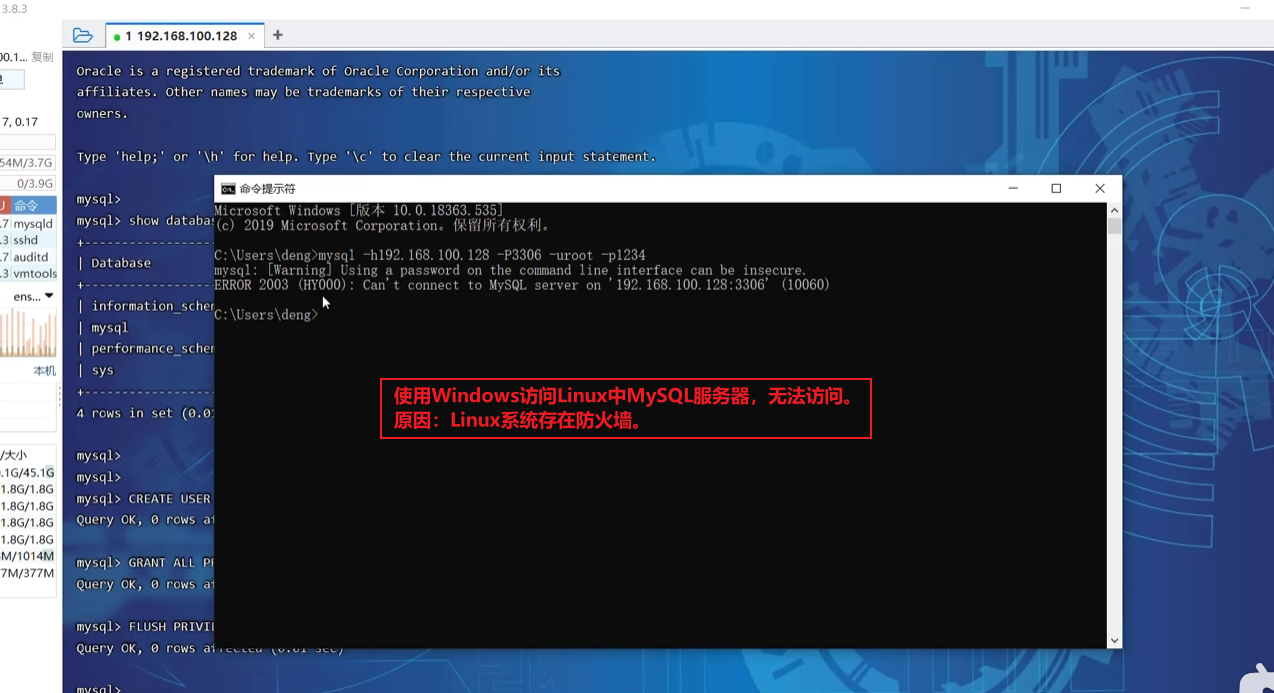 3.8.3
1 192.168.100.128
00.1... 复制
7, 0.17
54M/3.7G
0/3.9G
命令
.7 mysqld
.3 sshd
.7 auditd
.3 vmtools
ens...
本机
/大小
.1G/45.1G
1.8G/1.8G
1.8G/1.8G
1.8G/1.8G
1.8G/1.8G
M/1014M
7M/377M
Oracle is a registered trademark of Oracle Corporation and/or its
affiliates. Other names may be trademarks of their respective
owners.
Type 'help;' or '\h' for help. Type '\c' to clear the current input statement.
mysql>
mysql> show databas
+-----------------
| Database
+-----------------
| information_schem
| mysql
| performance_schem
| sys
+-----------------
4 rows in set (0.01
mysql>
mysql>
mysql> CREATE USER
Query OK, 0 rows af
mysql> GRANT ALL PR
Query OK, 0 rows af
mysql> FLUSH PRIVIL
Query OK, 0 rows affected (0.01 sec)
mysql>
命令提示符
Microsoft Windows [版本 10.0.18363.535]
(c) 2019 Microsoft Corporation。保留所有权利。
C:\Users\deng>mysql -h192.168.100.128 -P3306 -uroot -p1234
mysql: [Warning] Using a password on the command line interface can be insecure.
ERROR 2003 (HY000): Can't connect to MySQL server on '192.168.100.128:3306' (10060)
C:\Users\deng>
使用Windows访问Linux中MySQL服务器，无法访问。
原因：Linux系统存在防火墙。